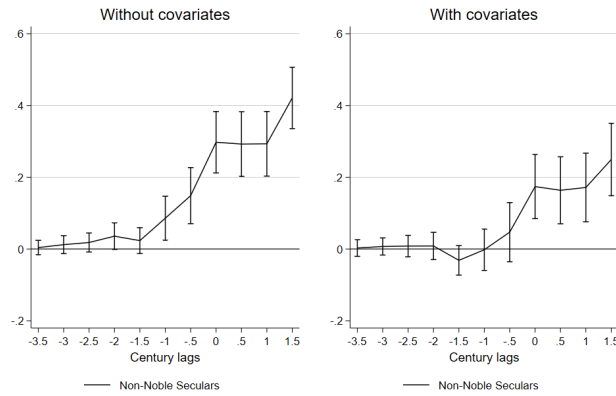 Without covariates
.6
.4
.2
0
-.2
-3.5 -3 -2.5 -2 -1.5 -1 -.5 0 .5 1 1.5
Century lags
Non-Noble Seculars
With covariates
.6
.4
.2
0
-.2
-3.5 -3 -2.5 -2 -1.5 -1 -.5 0 .5 1 1.5
Century lags
Non-Noble Seculars